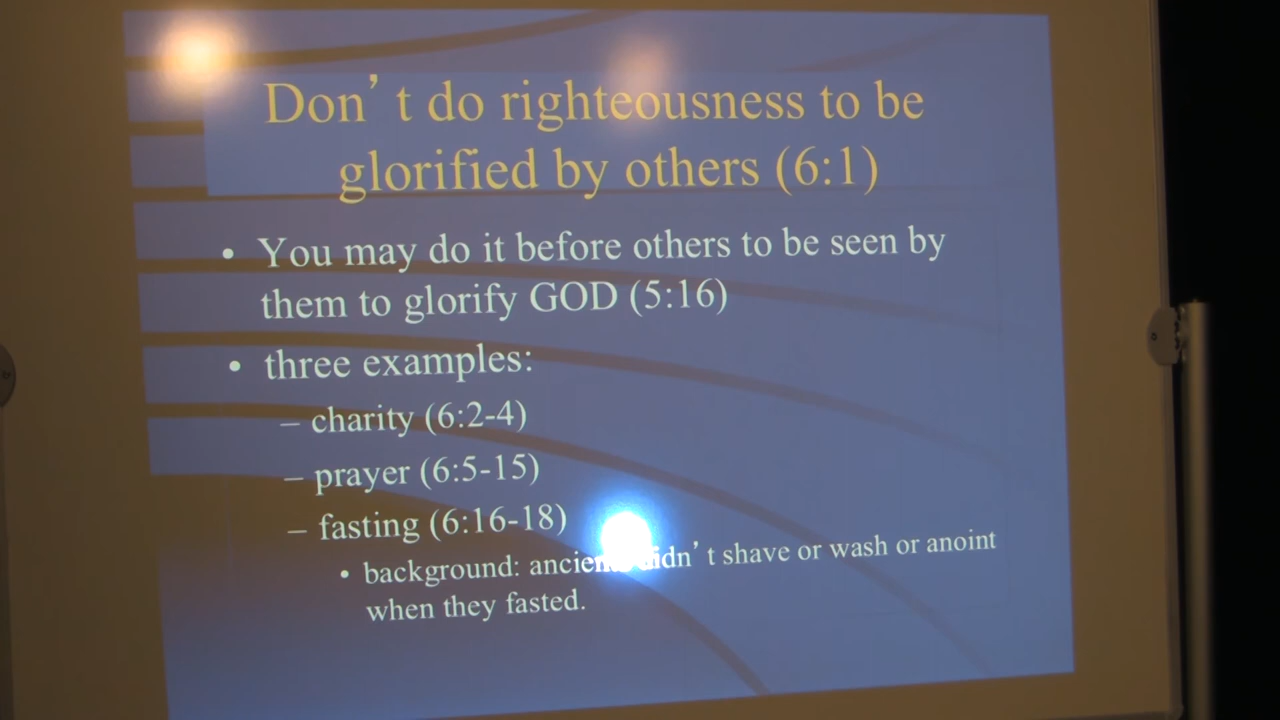 Don't do righteousness to be
glorified by others (6:1)
• You may do it before others to be seen by
them to glorify GOD (5:16)
• three examples:
– charity (6:2-4)
– prayer (6:5-15)
– fasting (6:16-18)
• background: ancients didn't shave or wash or anoint
when they fasted.